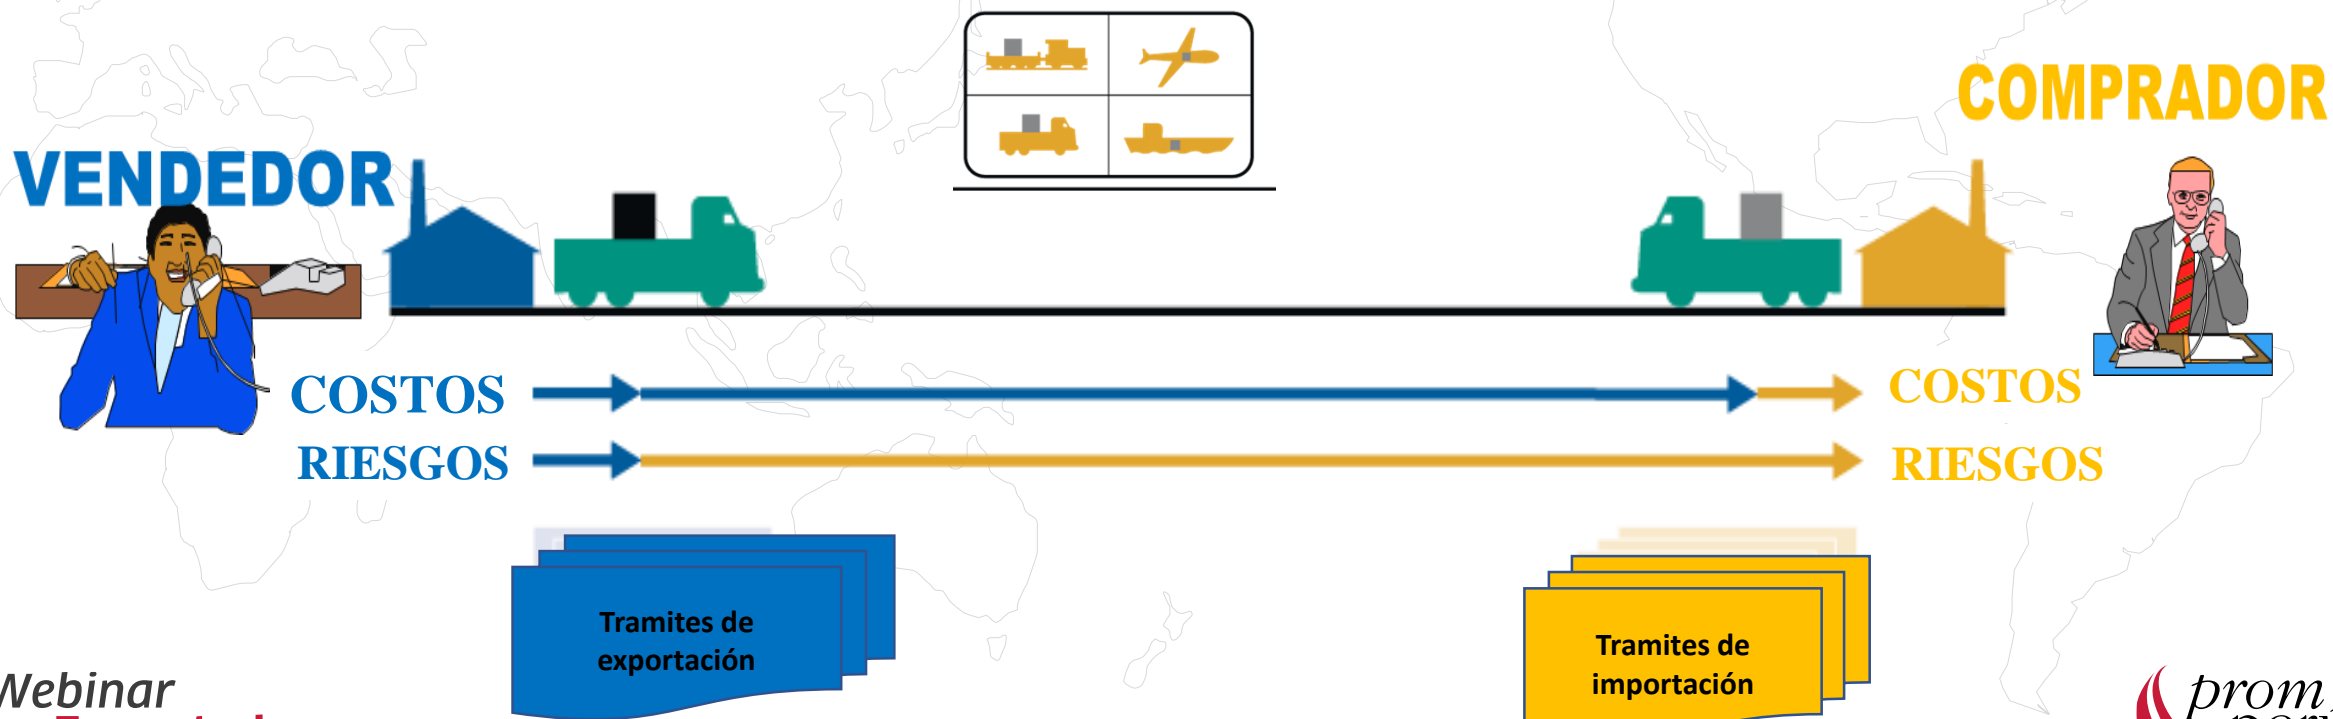 COMPRADOR
VENDEDOR
COSTOS
COSTOS
RIESGOS
RIESGOS
Tramites de
exportación
Tramites de
importación
Webinar
prom